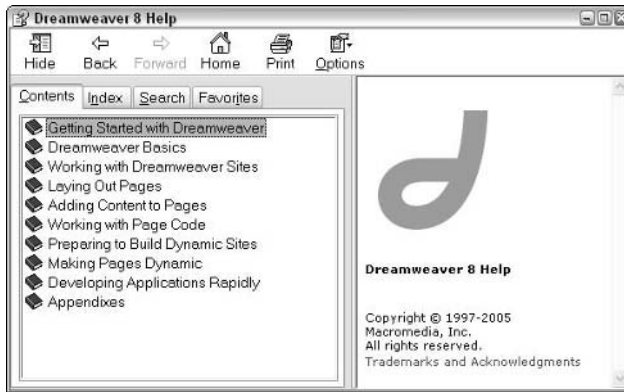 Dreamweaver 8 Help
Hide Back Forward Home Print Options
Contents Index Search Favorites
Getting Started with Dreamweaver
Dreamweaver Basics
Working with Dreamweaver Sites
Laying Out Pages
Adding Content to Pages
Working with Page Code
Preparing to Build Dynamic Sites
Making Pages Dynamic
Developing Applications Rapidly
Appendixes
Dreamweaver 8 Help
Copyright © 1997-2005
Macromedia, Inc.
All rights reserved.
Trademarks and Acknowledgments